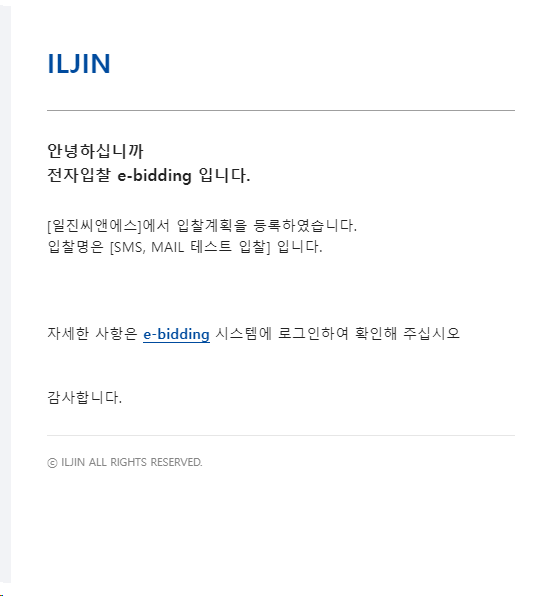 ILJIN
안녕하십니까
전자입찰 e-bidding 입니다.
[일진씨앤에스]에서 입찰계획을 등록하였습니다.
입찰명은 [SMS, MAIL 테스트 입찰] 입니다.
자세한 사항은 e-bidding 시스템에 로그인하여 확인해 주십시오
감사합니다.
ⓒ ILJIN ALL RIGHTS RESERVED.